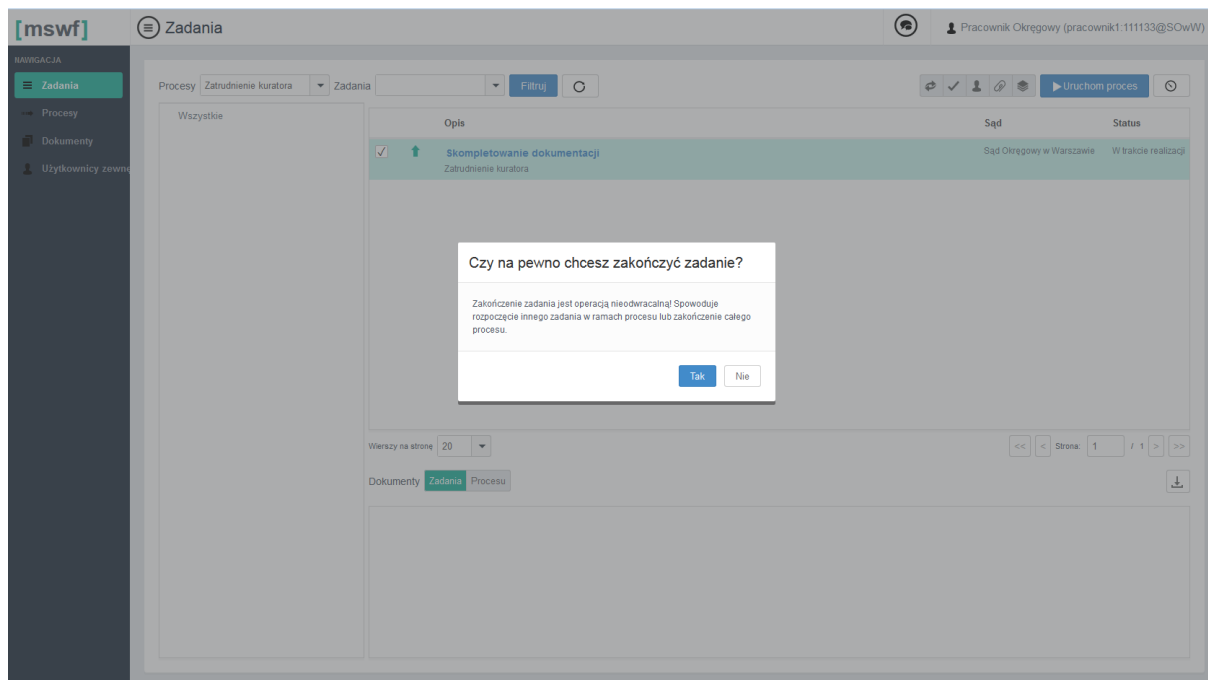 [mswf]
Zadania
Pracownik Okręgowy (pracownik1:111133@SOwW)
NAWIGACJA
Zadania
Procesy
Dokumenty
Użytkownicy zewnę
Procesy Zatrudnienie kuratora Zadania Filtruj Uruchom proces
Wszystkie
Opis Sąd Status
Skompletowanie dokumentacji Sąd Okręgowy w Warszawie W trakcie realizacji
Zatrudnienie kuratora
Czy na pewno chcesz zakończyć zadanie?
Zakończenie zadania jest operacją nieodwracalną! Spowoduje
rozpoczęcie innego zadania w ramach procesu lub zakończenie całego
procesu.
Tak Nie
Wierszy na stronę 20 << < Strona: 1 / 1 > >>
Dokumenty Zadania Procesu